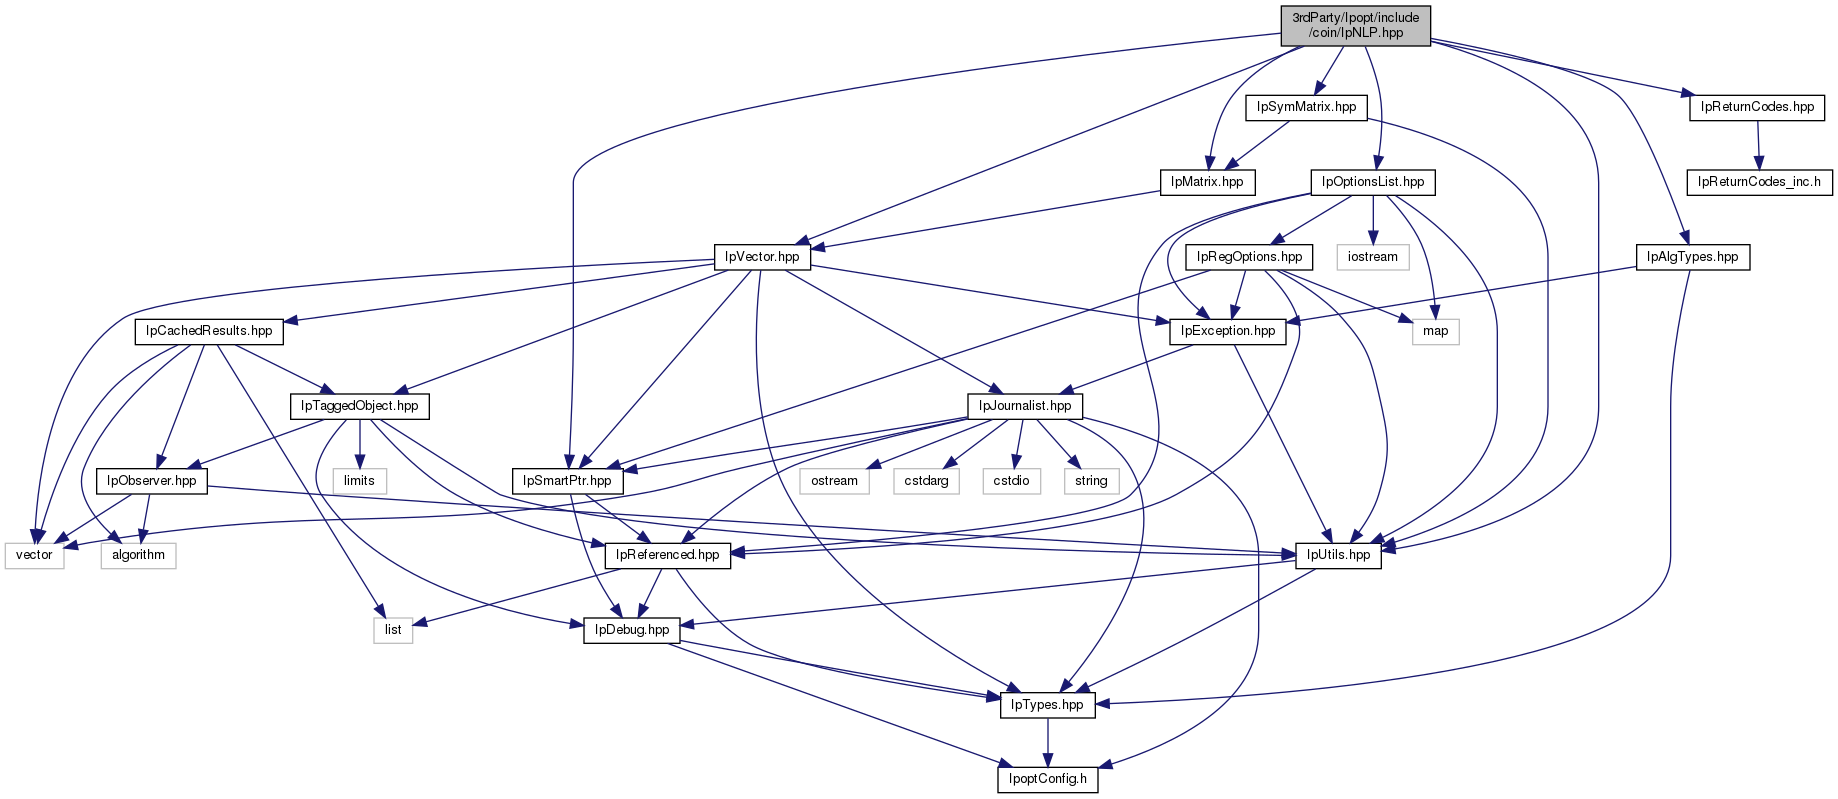 3rdParty/Ipopt/include
/coin/IpNLP.hpp
IpSymMatrix.hpp
IpReturnCodes.hpp
IpMatrix.hpp
IpOptionsList.hpp
IpReturnCodes_inc.h
IpVector.hpp
IpRegOptions.hpp
iostream
IpAlgTypes.hpp
IpCachedResults.hpp
IpException.hpp
map
IpTaggedObject.hpp
IpJournalist.hpp
IpObserver.hpp
limits
IpSmartPtr.hpp
ostream
cstdarg
cstdio
string
vector
algorithm
IpReferenced.hpp
IpUtils.hpp
list
IpDebug.hpp
IpTypes.hpp
IpoptConfig.h